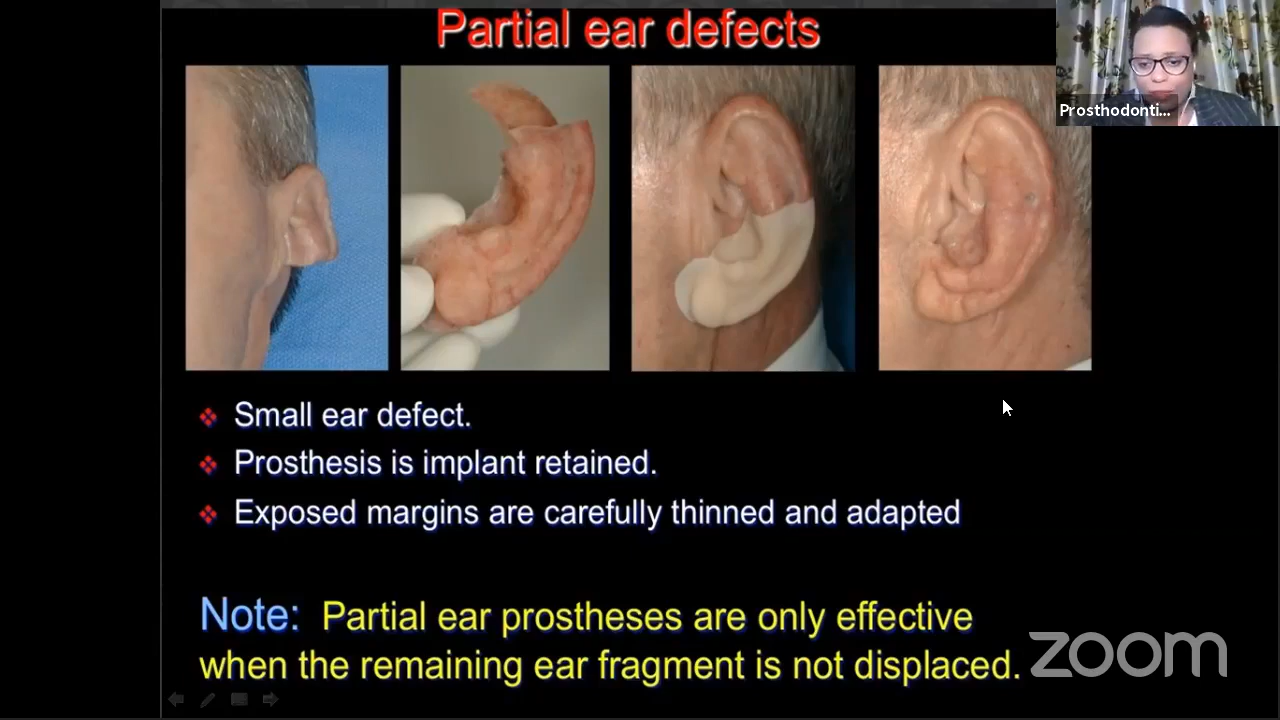 Partial ear defects
Prosthodonti...
Small ear defect.
Prosthesis is implant retained.
Exposed margins are carefully thinned and adapted
Note: Partial ear prostheses are only effective
when the remaining ear fragment is not displaced.
zoom